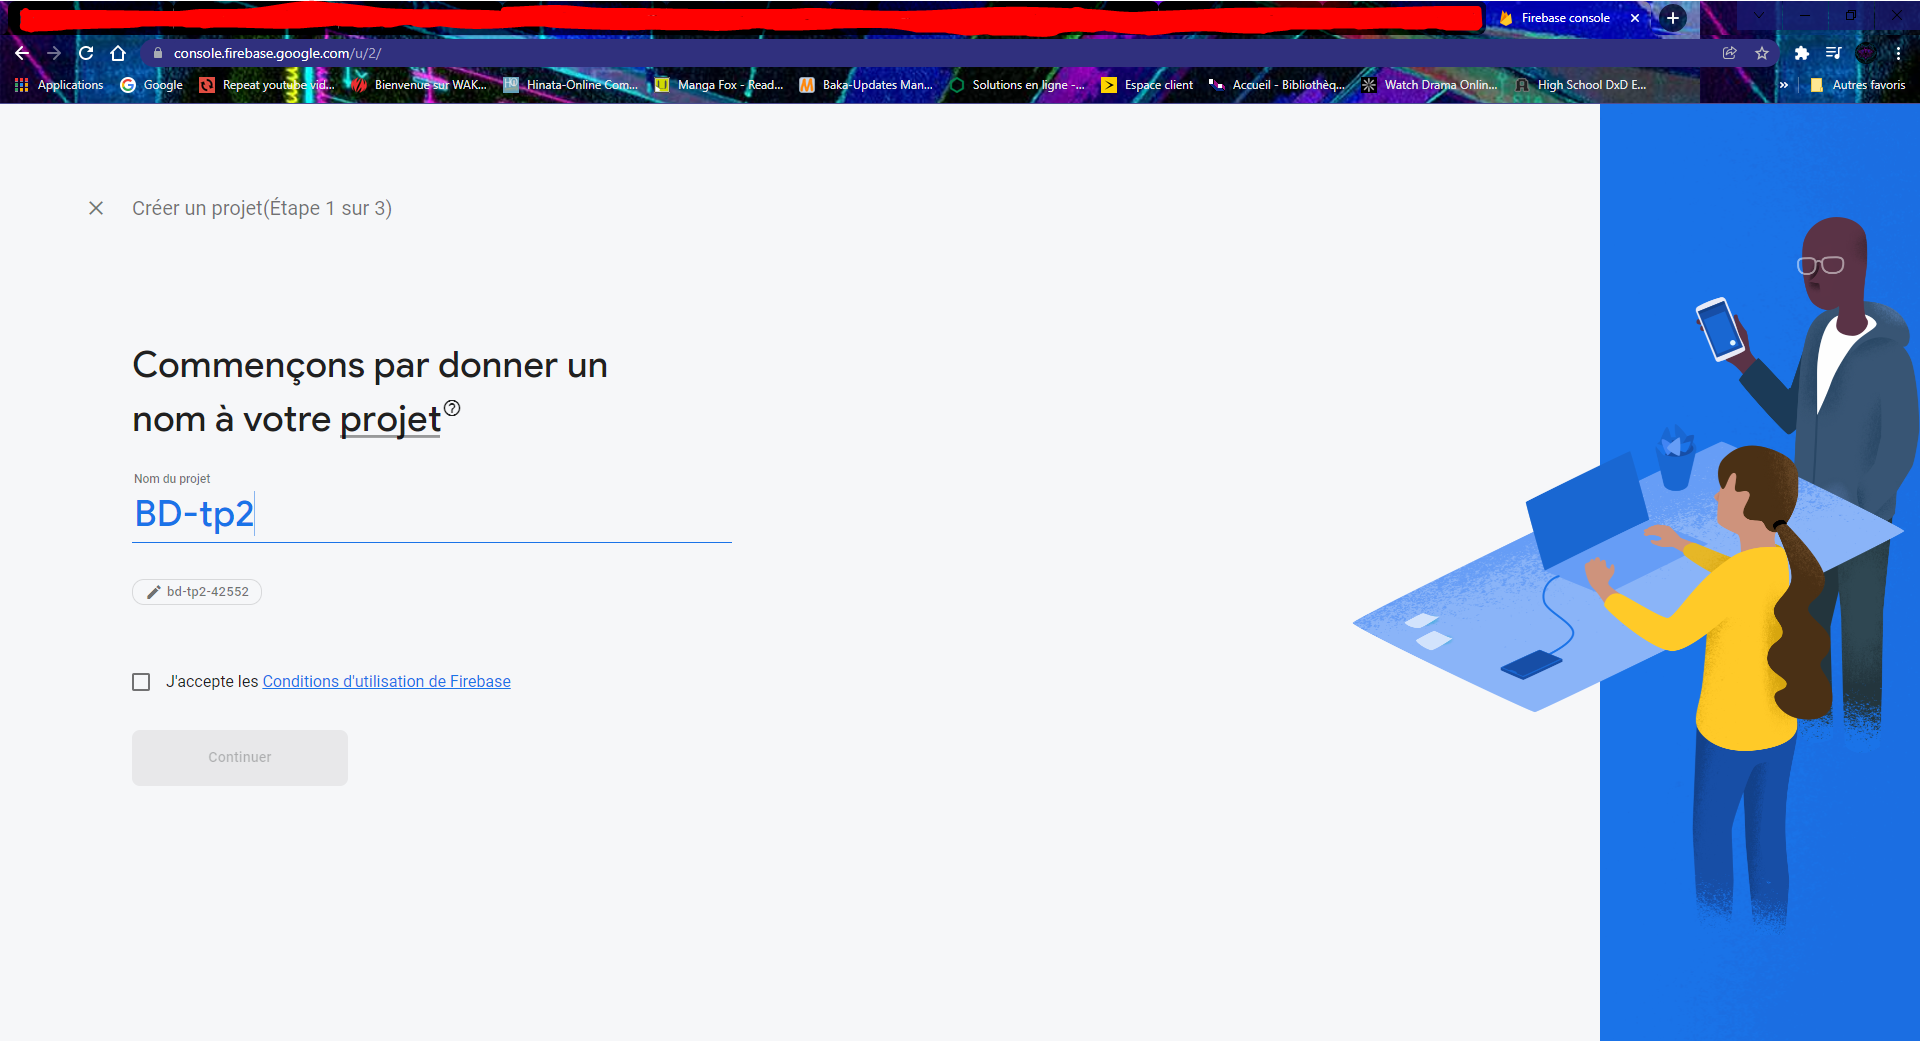 Firebase console
console.firebase.google.com/u/2/
Applications Google Repeat youtube vid... Bienvenue sur WAK... Hinata-Online Com... Manga Fox - Read... Baka-Updates Man... Solutions en ligne -... Espace client Accueil - Bibliothèq... Watch Drama Onlin... High School DxD E... » Autres favoris
Créer un projet(Étape 1 sur 3)
Commençons par donner un
nom à votre projet
Nom du projet
BD-tp2
bd-tp2-42552
J'accepte les Conditions d'utilisation de Firebase
Continuer